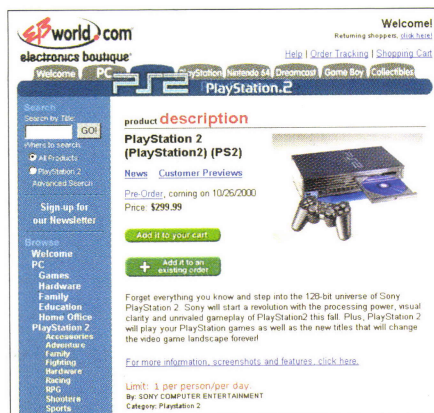 EB world.com
electronics boutique
Welcome!
Returning shoppers, click here!
Help | Order Tracking | Shopping Cart
Welcome PC PlayStation Nintendo 64 Dreamcast Game Boy Collectibles
PS2 PlayStation.2
Search
Search by Title:
GO!
Where to search:
All Products
PlayStation 2
Advanced Search
Sign-up for
our Newsletter
Browse
Welcome
PC
Games
Hardware
Family
Education
Home Office
PlayStation 2
Accessories
Adventure
Family
Fighting
Hardware
Racing
RPG
Shooters
Sports
product description
PlayStation 2
(PlayStation2) (PS2)
News Customer Previews
Pre-Order, coming on 10/26/2000
Price: $299.99
Add it to your cart
+ Add it to an
existing order
Forget everything you know and step into the 128-bit universe of Sony
PlayStation 2. Sony will start a revolution with the processing power, visual
clarity and unrivaled gameplay of PlayStation2 this fall. Plus, PlayStation 2
will play your PlayStation games as well as the new titles that will change
the video game landscape forever!
For more information, screenshots and features, click here.
Limit: 1 per person/per day.
By: SONY COMPUTER ENTERTAINMENT
Category: Playstation 2